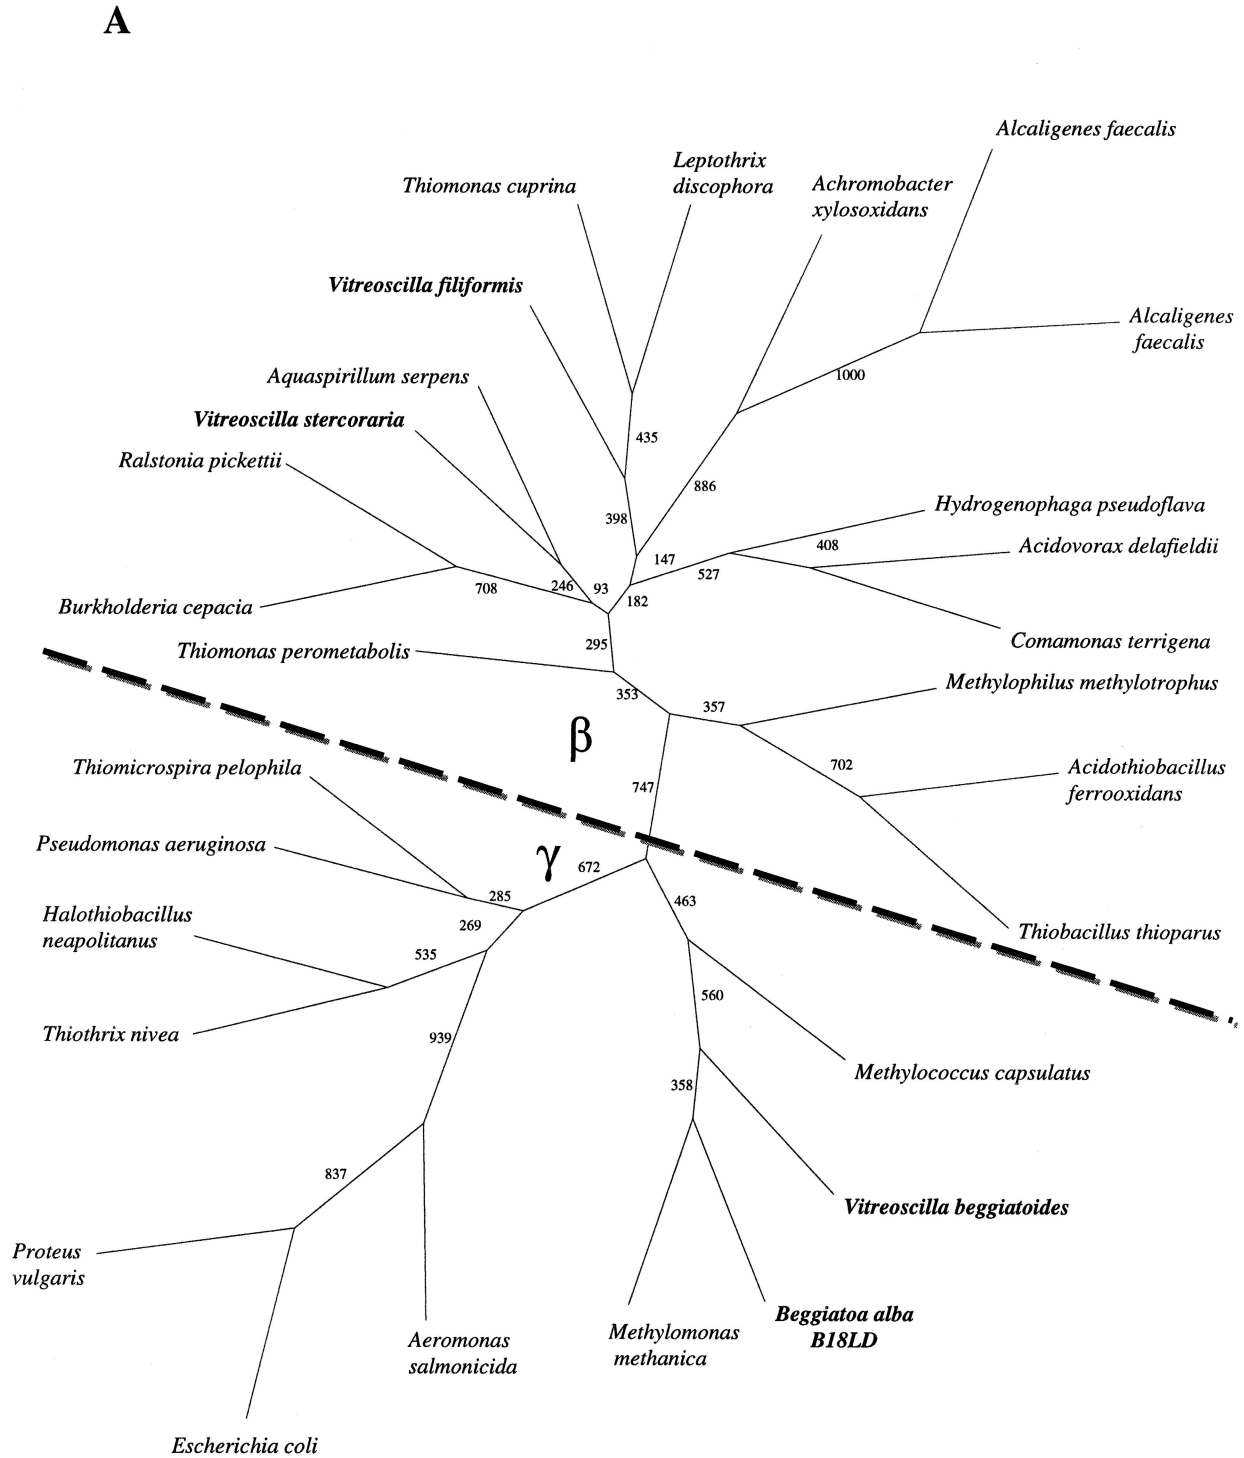 A
Alcaligenes faecalis
Leptothrix
discophora
Thiomonas cuprina
Achromobacter
xylosoxidans
Vitreoscilla filiformis
Alcaligenes
faecalis
Aquaspirillum serpens
1000
Vitreoscilla stercoraria
435
Ralstonia pickettii
886
398
Hydrogenophaga pseudoflava
408
Acidovorax delafieldii
147
527
708
246
93
182
Burkholderia cepacia
Comamonas terrigena
295
Thiomonas perometabolis
353
Methylophilus methylotrophus
357
β
702
Acidothiobacillus
ferrooxidans
Thiomicrospira pelophila
747
Pseudomonas aeruginosa
γ
672
285
463
Halothiobacillus
neapolitanus
269
Thiobacillus thioparus
535
560
Thiothrix nivea
939
Methylococcus capsulatus
358
837
Vitreoscilla beggiatoides
Proteus
vulgaris
Beggiatoa alba
B18LD
Methylomonas
methanica
Aeromonas
salmonicida
Escherichia coli